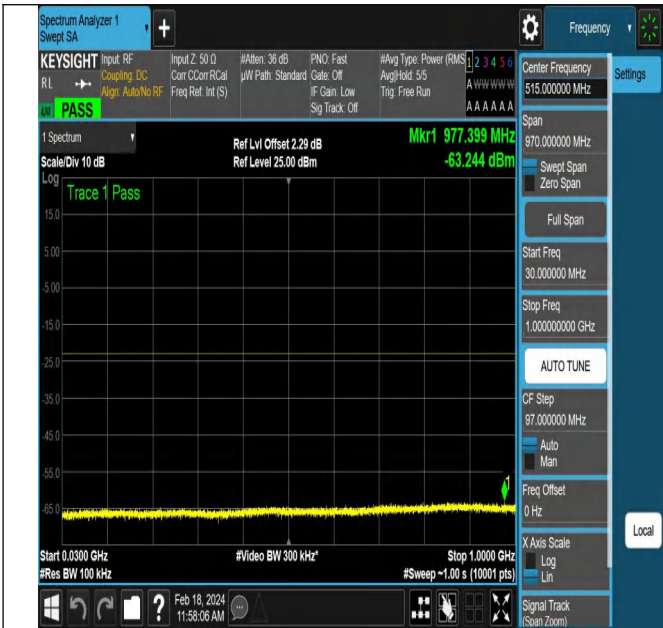 Spectrum Analyzer 1
Swept SA
+
Frequency
KEYSIGHT
Input: RF
Coupling: DC
Align: Auto/No RF
Input Z: 50 Ω
Corr CCorr RCal
Freq Ref: Int (S)
#Atten: 36 dB
µW Path: Standard
PNO: Fast
Gate: Off
IF Gain: Low
Sig Track: Off
#Avg Type: Power (RMS
Avg|Hold: 5/5
Trig: Free Run
1 2 3 4 5 6
A W W W W W
A A A A A A
R L
LXI
PASS
1 Spectrum
Scale/Div 10 dB
Ref Lvl Offset 2.29 dB
Ref Level 25.00 dBm
Mkr1 977.399 MHz
-63.244 dBm
Log
Trace 1 Pass
15.0
5.00
-5.00
-15.0
-25.0
-35.0
-45.0
-55.0
-65.0
1
Start 0.0300 GHz
#Res BW 100 kHz
#Video BW 300 kHz*
Stop 1.0000 GHz
#Sweep ~1.00 s (10001 pts)
Center Frequency
515.000000 MHz
Settings
Span
970.000000 MHz
Swept Span
Zero Span
Full Span
Start Freq
30.000000 MHz
Stop Freq
1.000000000 GHz
AUTO TUNE
CF Step
97.000000 MHz
Auto
Man
Freq Offset
0 Hz
X Axis Scale
Log
Lin
Local
Signal Track
(Span Zoom)
?
Feb 18, 2024
11:58:06 AM